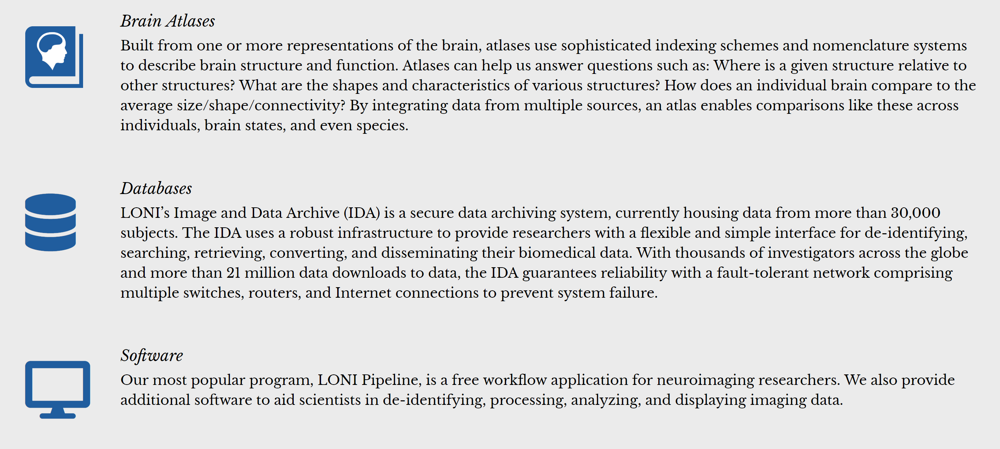 Brain Atlases
Built from one or more representations of the brain, atlases use sophisticated indexing schemes and nomenclature systems
to describe brain structure and function. Atlases can help us answer questions such as: Where is a given structure relative to
other structures? What are the shapes and characteristics of various structures? How does an individual brain compare to the
average size/shape/connectivity? By integrating data from multiple sources, an atlas enables comparisons like these across
individuals, brain states, and even species.
Databases
LONI’s Image and Data Archive (IDA) is a secure data archiving system, currently housing data from more than 30,000
subjects. The IDA uses a robust infrastructure to provide researchers with a flexible and simple interface for de-identifying,
searching, retrieving, converting, and disseminating their biomedical data. With thousands of investigators across the globe
and more than 21 million data downloads to data, the IDA guarantees reliability with a fault-tolerant network comprising
multiple switches, routers, and Internet connections to prevent system failure.
Software
Our most popular program, LONI Pipeline, is a free workflow application for neuroimaging researchers. We also provide
additional software to aid scientists in de-identifying, processing, analyzing, and displaying imaging data.